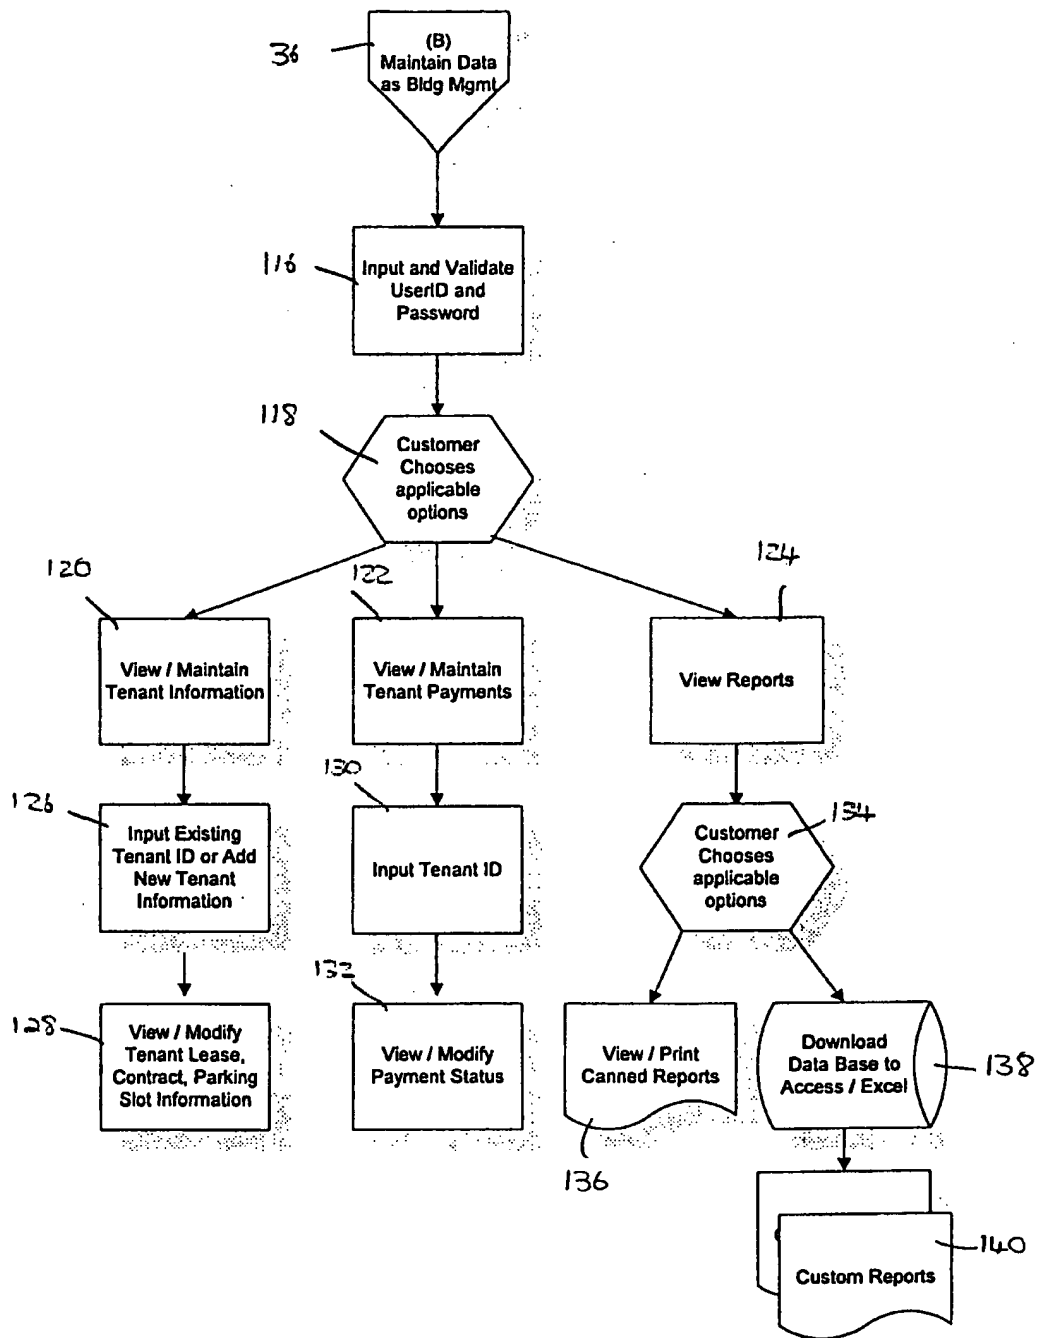 36
(B)
Maintain Data
as Bldg Mgmt
116
Input and Validate
UserID and
Password
118
Customer
Chooses
applicable
options
120
122
124
View / Maintain
Tenant Information
View / Maintain
Tenant Payments
View Reports
126
130
134
Input Existing
Tenant ID or Add
New Tenant
Information
Input Tenant ID
Customer
Chooses
applicable
options
128
132
View / Modify
Tenant Lease,
Contract, Parking
Slot Information
View / Modify
Payment Status
View / Print
Canned Reports
Download
Data Base to
Access / Excel
138
136
140
Custom Reports